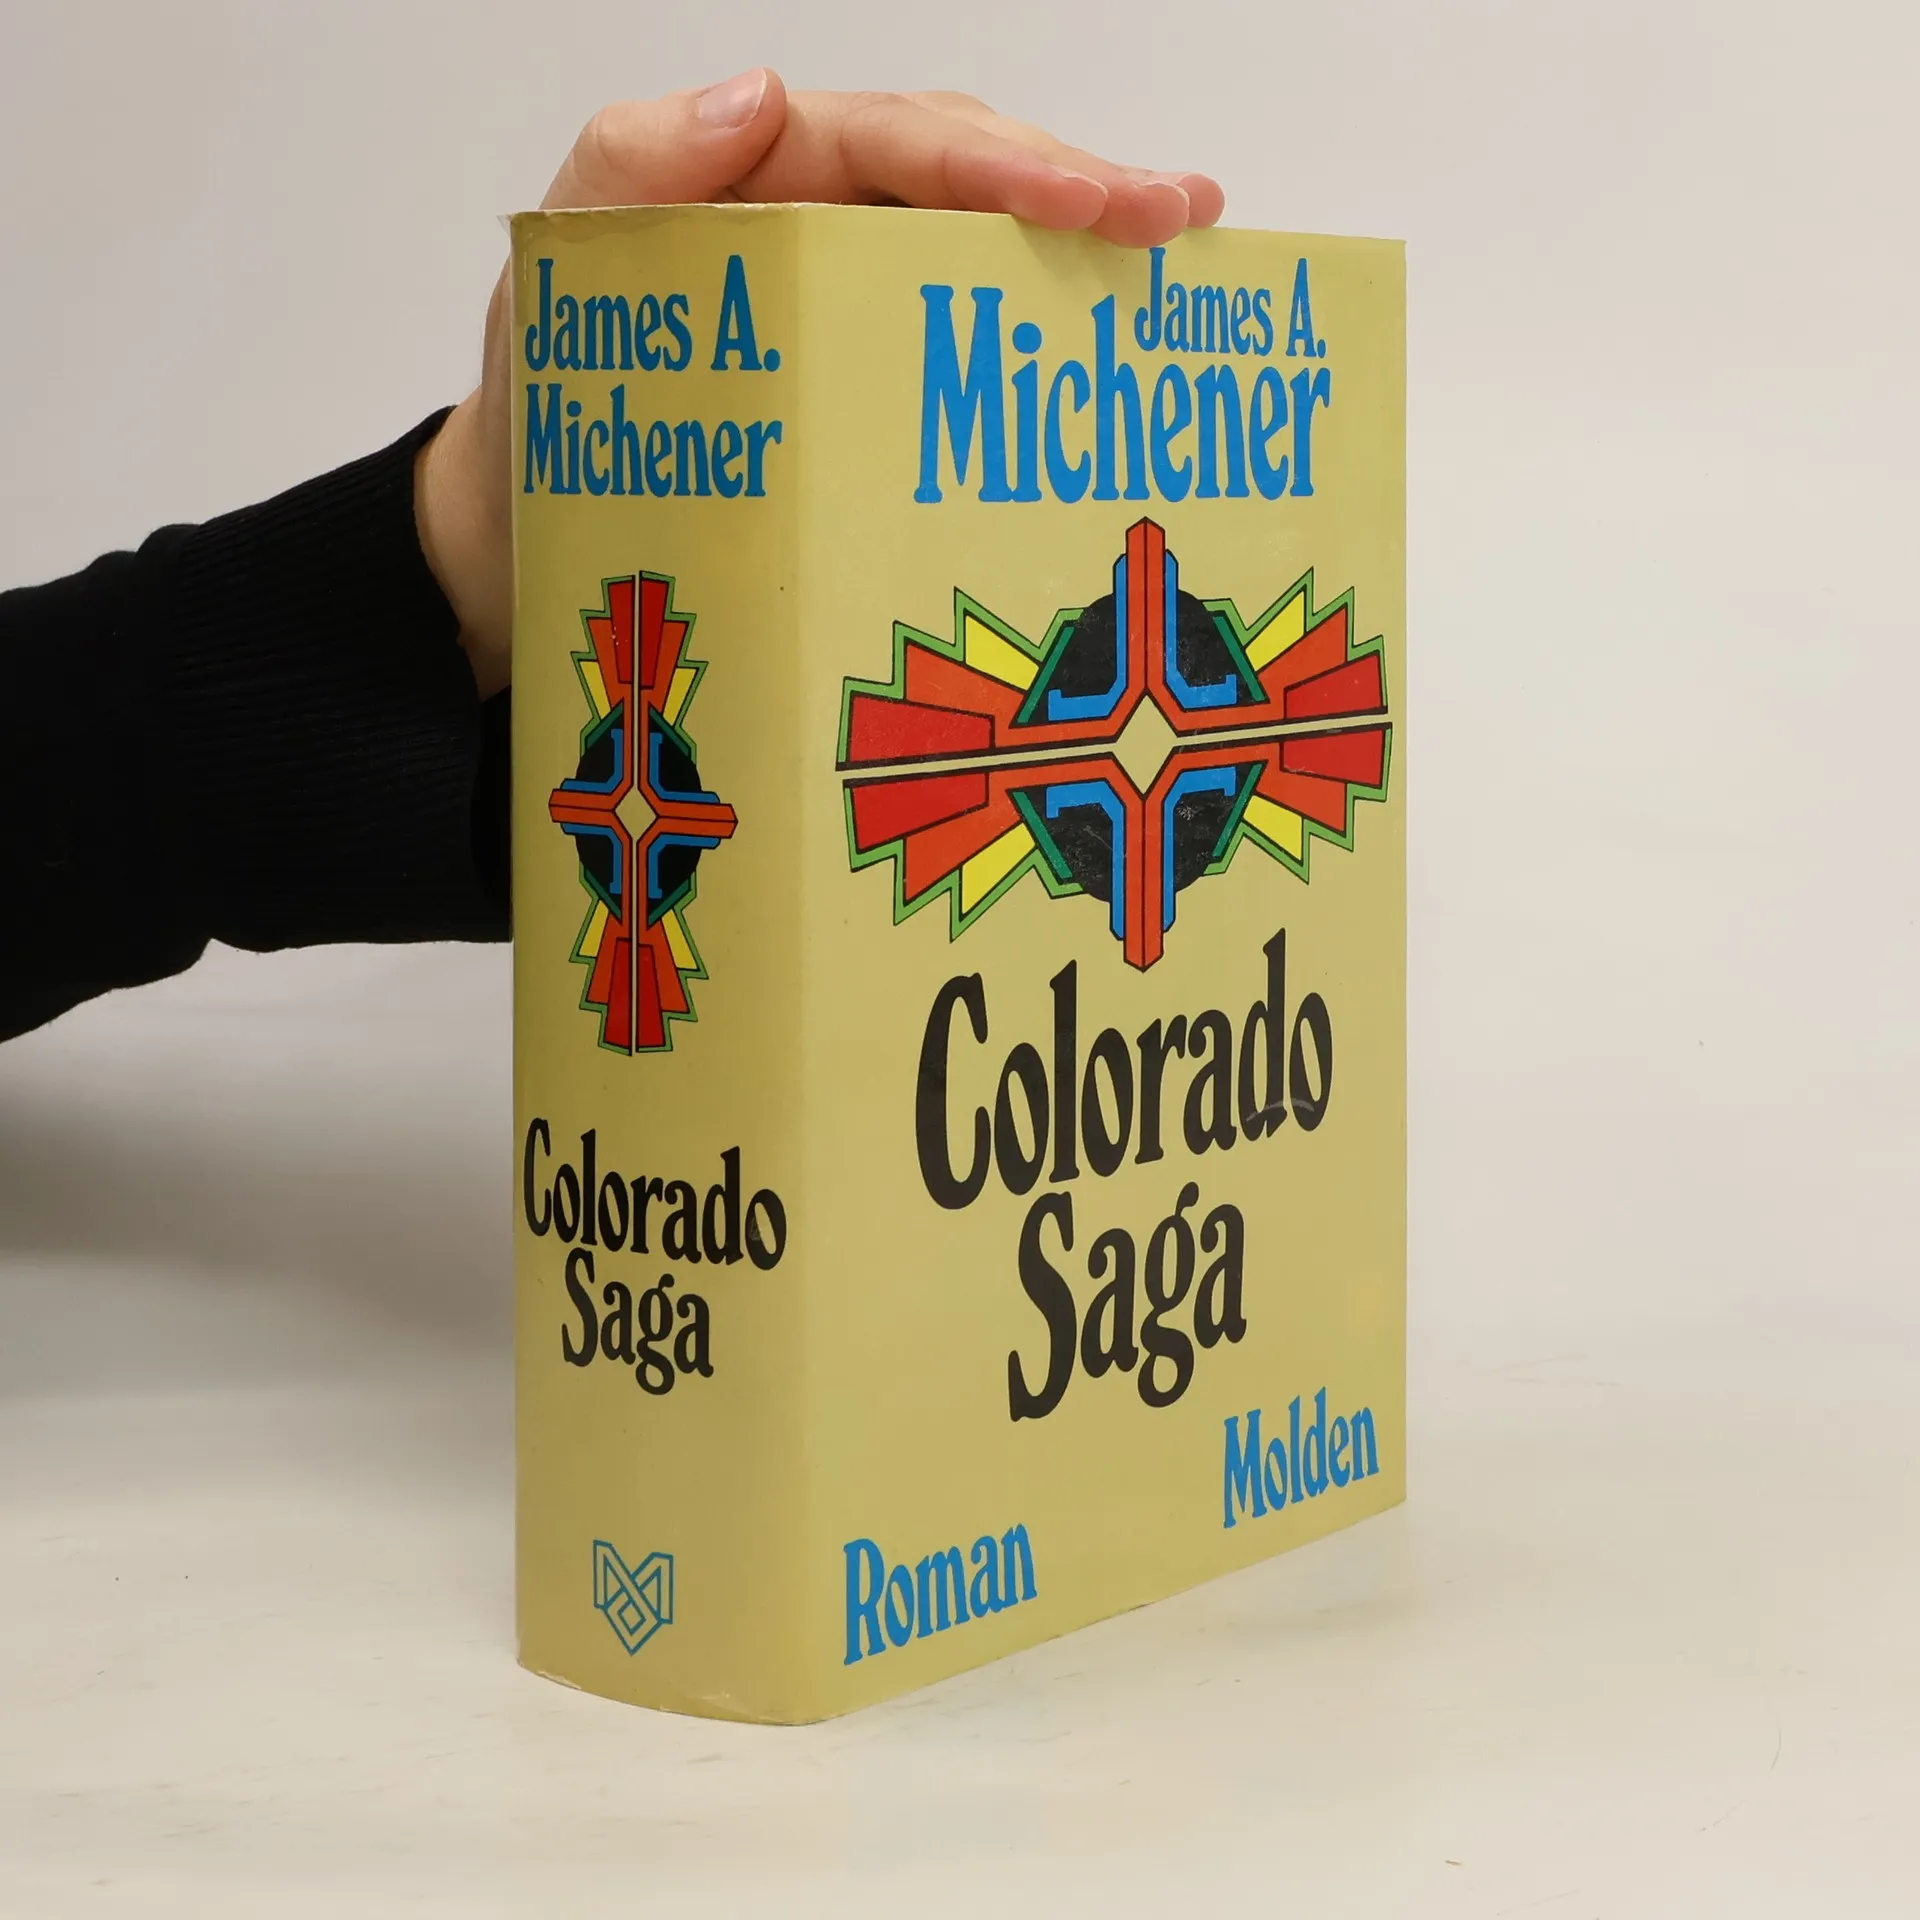 James A.
Michener
Colorado
Saga
James A.
Michener
Colorado
Saga
Molden
Roman